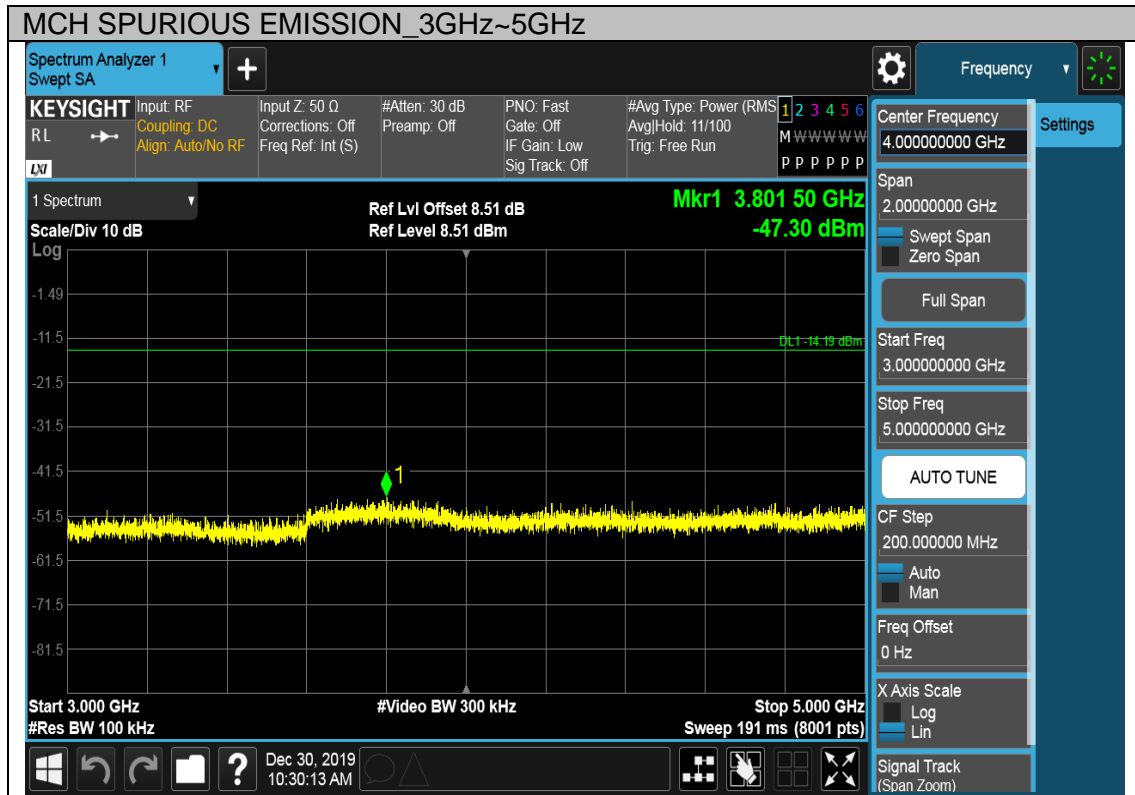 MCH SPURIOUS EMISSION_3GHz~5GHz
Spectrum Analyzer 1
Swept SA
+
Frequency
KEYSIGHT
RL
LXI
Input: RF
Coupling: DC
Align: Auto/No RF
Input Z: 50 Ω
Corrections: Off
Freq Ref: Int (S)
#Atten: 30 dB
Preamp: Off
PNO: Fast
Gate: Off
IF Gain: Low
Sig Track: Off
#Avg Type: Power (RMS
Avg|Hold: 11/100
Trig: Free Run
1 2 3 4 5 6
M W W W W W
P P P P P P
1 Spectrum
Scale/Div 10 dB
Ref Lvl Offset 8.51 dB
Ref Level 8.51 dBm
Mkr1 3.801 50 GHz
-47.30 dBm
Log
-1.49
-11.5
DL1 -14.19 dBm
-21.5
-31.5
-41.5
1
-51.5
-61.5
-71.5
-81.5
Start 3.000 GHz
#Video BW 300 kHz
Stop 5.000 GHz
#Res BW 100 kHz
Sweep 191 ms (8001 pts)
?
Dec 30, 2019
10:30:13 AM
Center Frequency
4.000000000 GHz
Settings
Span
2.00000000 GHz
Swept Span
Zero Span
Full Span
Start Freq
3.000000000 GHz
Stop Freq
5.000000000 GHz
AUTO TUNE
CF Step
200.000000 MHz
Auto
Man
Freq Offset
0 Hz
X Axis Scale
Log
Lin
Signal Track
(Span Zoom)